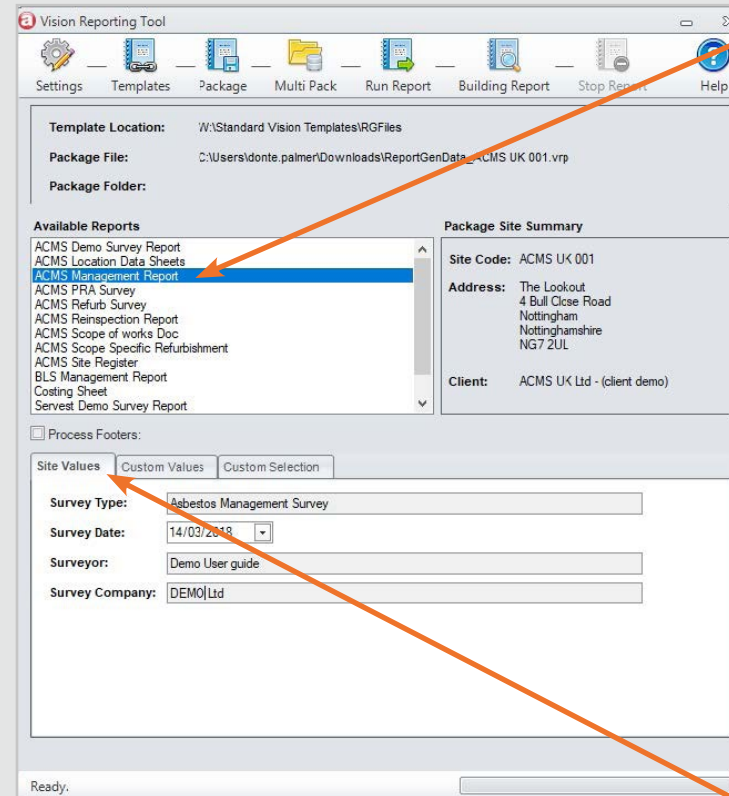 Vision Reporting Tool
Settings Templates Package Multi Pack Run Report Building Report Stop Report Help
Template Location: W:\Standard Vision Templates\RGFiles
Package File: C:\Users\donte.palmer\Downloads\ReportGenData_ACMS UK 001.vrp
Package Folder:
Available Reports
ACMS Demo Survey Report
ACMS Location Data Sheets
ACMS Management Report
ACMS PRA Survey
ACMS Refurb Survey
ACMS Reinspection Report
ACMS Scope of works Doc
ACMS Scope Specific Refurbishment
ACMS Site Register
BLS Management Report
Costing Sheet
Servest Demo Survey Report
Package Site Summary
Site Code: ACMS UK 001
Address: The Lookout
4 Bull Close Road
Nottingham
Nottinghamshire
NG7 2UL
Client: ACMS UK Ltd - (client demo)
Process Footers:
Site Values Custom Values Custom Selection
Survey Type: Asbestos Management Survey
Survey Date: 14/03/2018
Surveyor: Demo User guide
Survey Company: DEMO Ltd
Ready.